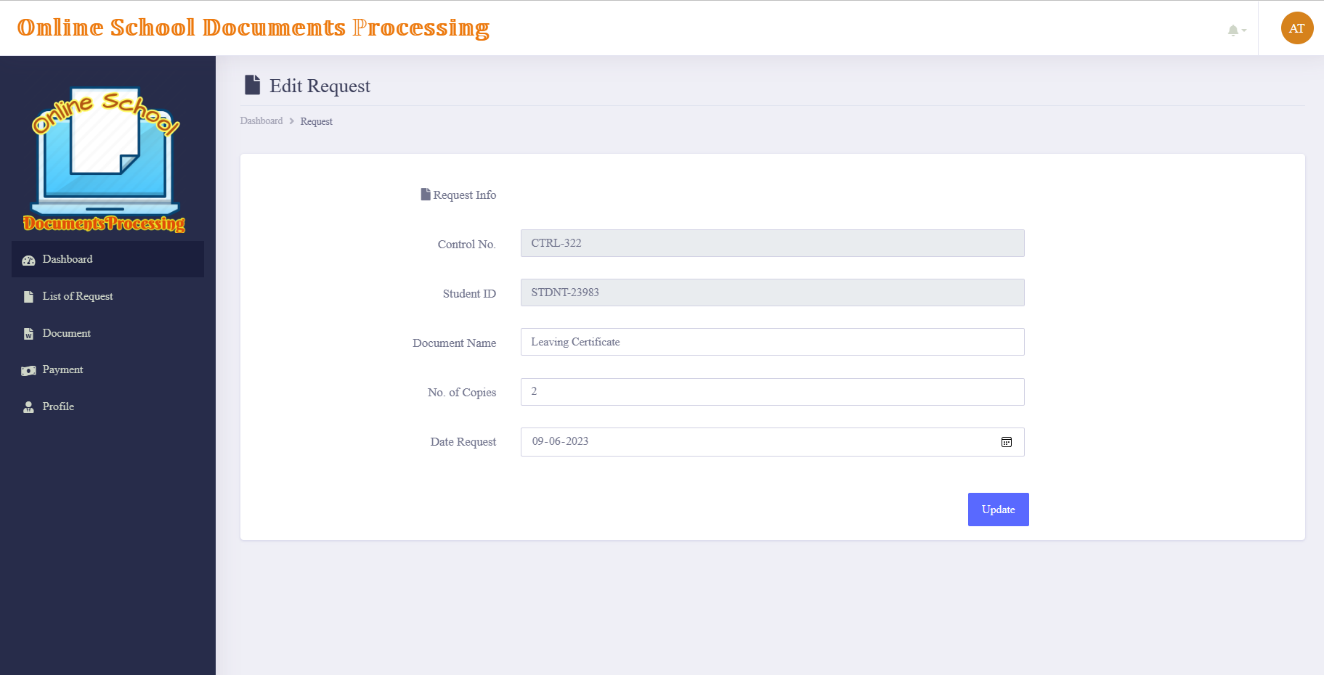 Online School Documents Processing
AT
Online School
Documents Processing
Dashboard
List of Request
Document
Payment
Profile
Edit Request
Dashboard > Request
Request Info
Control No. CTRL-322
Student ID STDNT-23983
Document Name Leaving Certificate
No. of Copies 2
Date Request 09-06-2023
Update